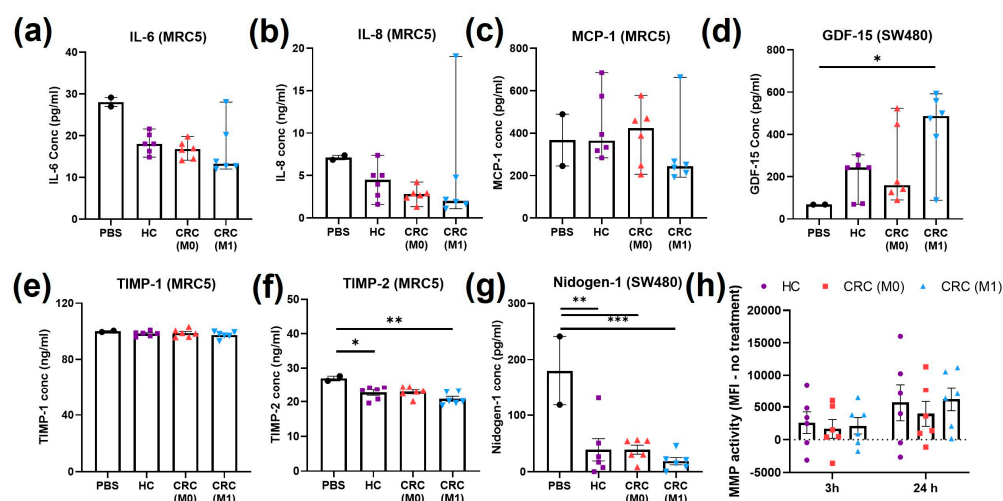 (a)
IL-6 (MRC5)
IL-6 Conc (ng/ml)
40
30
20
10
0
PBS
HC
CRC
(M0)
CRC
(M1)
(b)
IL-8 (MRC5)
IL-8 conc (ng/ml)
20
15
10
5
0
PBS
HC
CRC
(M0)
CRC
(M1)
(c)
MCP-1 (MRC5)
MCP-1 conc (pg/ml)
800
600
400
200
0
PBS
HC
CRC
(M0)
CRC
(M1)
(d)
GDF-15 (SW480)
GDF-15 Conc (pg/ml)
800
600
400
200
0
*
PBS
HC
CRC
(M0)
CRC
(M1)
(e)
TIMP-1 (MRC5)
TIMP-1 conc (ng/ml)
120
80
40
0
PBS
HC
CRC
(M0)
CRC
(M1)
(f)
TIMP-2 (MRC5)
TIMP-2 conc (ng/ml)
50
40
30
20
10
0
**
*
PBS
HC
CRC
(M0)
CRC
(M1)
(g)
Nidogen-1 (SW480)
Nidogen-1 conc (pg/ml)
300
200
100
0
**
***
PBS
HC
CRC
(M0)
CRC
(M1)
(h)
HC
CRC (M0)
CRC (M1)
MMP activity (MFI - no treatment)
20000
15000
10000
5000
0
-5000
3h
24 h